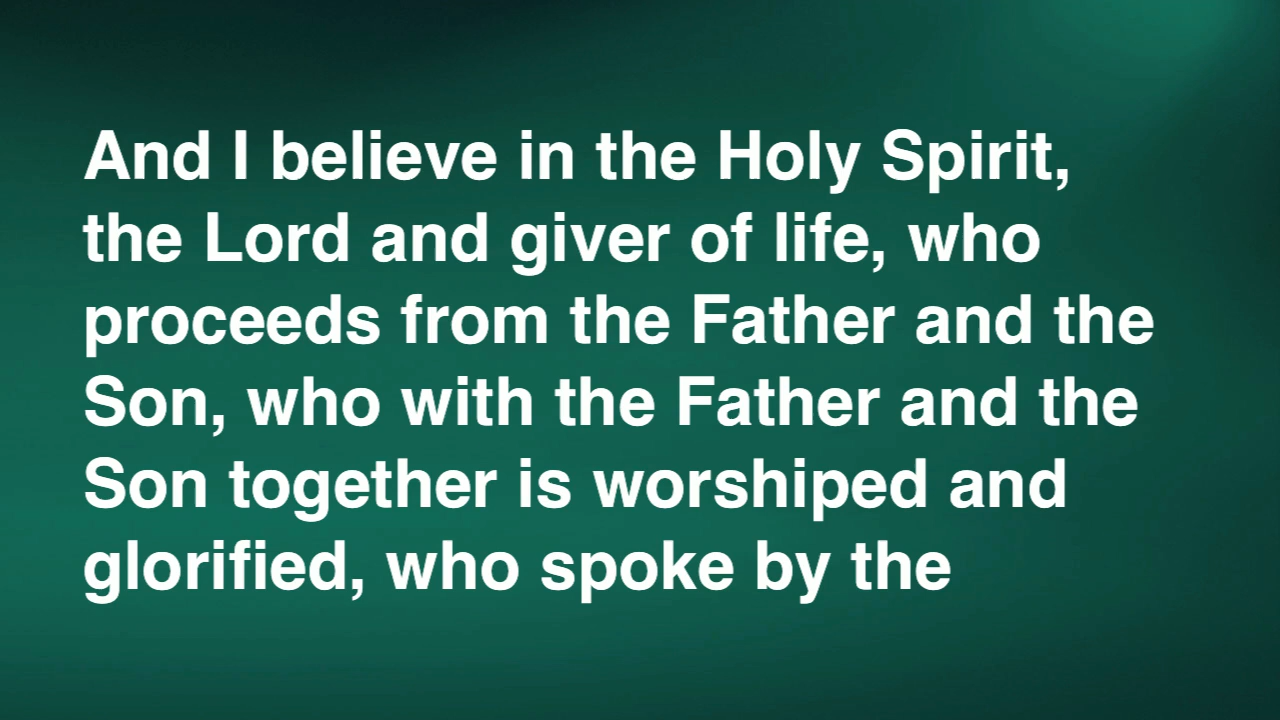 And I believe in the Holy Spirit,
the Lord and giver of life, who
proceeds from the Father and the
Son, who with the Father and the
Son together is worshiped and
glorified, who spoke by the